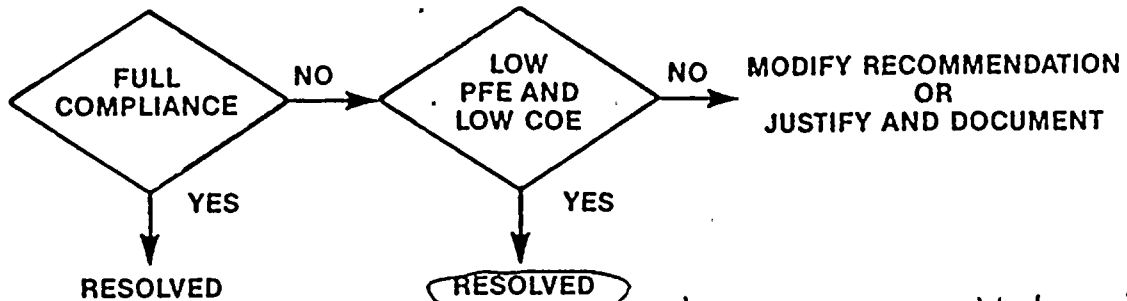 FULL
COMPLIANCE
NO
LOW
PFE AND
LOW COE
NO
MODIFY RECOMMENDATION
OR
JUSTIFY AND DOCUMENT
YES
YES
RESOLVED
RESOLVED